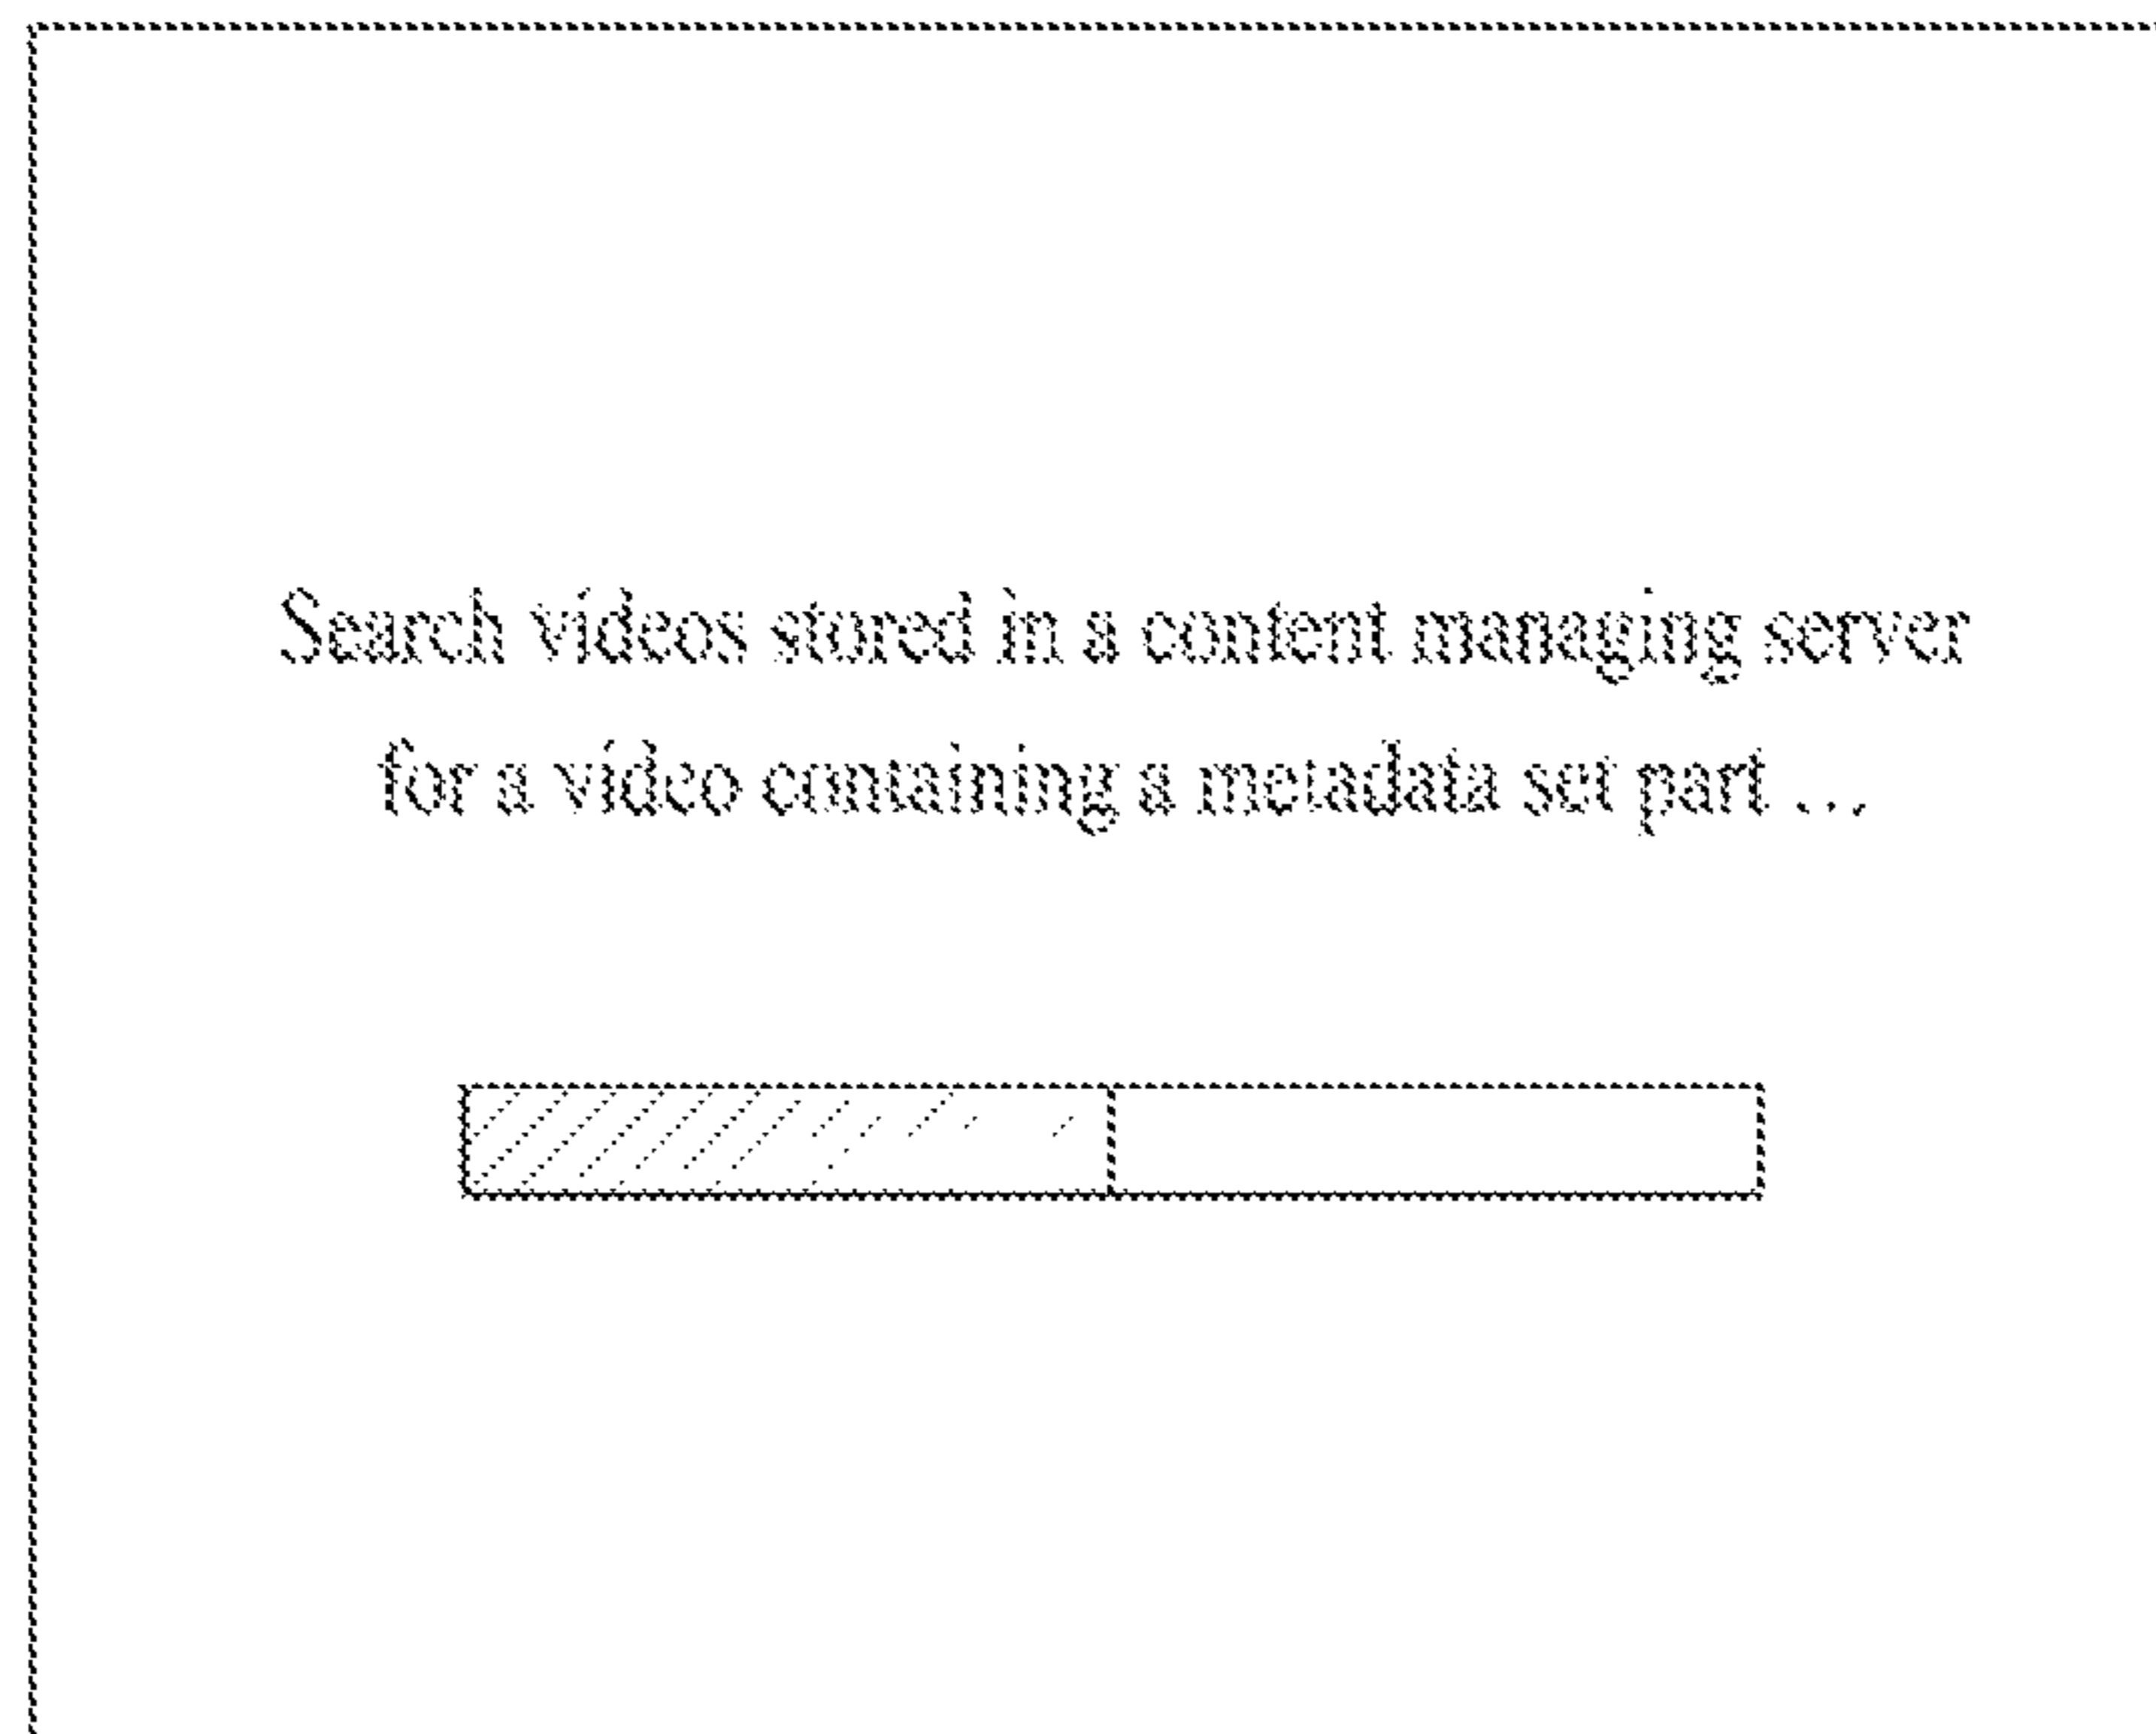 Search videos stored in a content managing server
for a video containing a metadata set part . . .